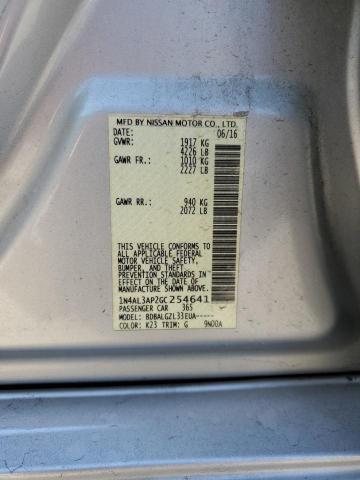 MFD BY NISSAN MOTOR CO., LTD.
DATE: 06/16
GVWR: 1917 KG
4226 LB
GAWR FR.: 1010 KG
2227 LB
GAWR RR.: 940 KG
2072 LB
THIS VEHICLE CONFORMS TO ALL
APPLICABLE FEDERAL
MOTOR VEHICLE SAFETY,
BUMPER, AND THEFT
PREVENTION STANDARDS
IN EFFECT ON THE DATE OF
MANUFACTURE SHOWN ABOVE.
1N4AL3AP2GC254641
PASSENGER CAR 365
MODEL: BDBALGZL33EUA-----
COLOR: K23 TRIM: G 9N00A